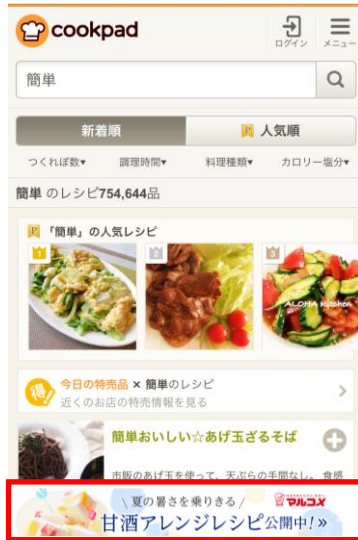 cookpad
ログイン
メニュー
簡単
新着順
人気順
つくれぽ数▾ 調理時間▾ 料理種類▾ カロリー塩分▾
簡単 のレシピ754,644品
「簡単」の人気レシピ
1 2 3
ALOHA Kitchen
今日の特売品 × 簡単のレシピ
近くのお店の特売情報を見る
簡単おいしい☆あげ玉ざるそば
市販のあげ玉を使って、天ぷらの手間なし。 食感
\ 夏の暑さを乗りきる /
マルコメ
甘酒アレンジレシピ公開中!»